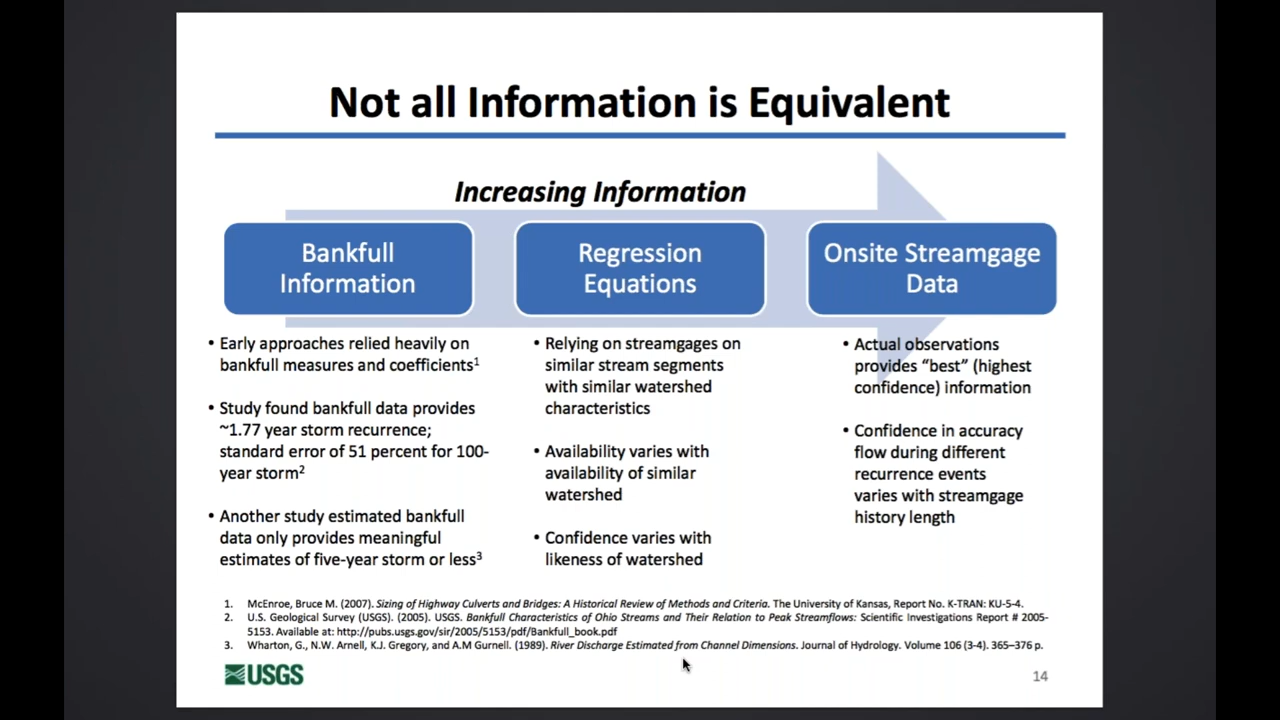 Not all Information is Equivalent
Increasing Information
Bankfull
Information
Regression
Equations
Onsite Streamgage
Data
• Early approaches relied heavily on
bankfull measures and coefficients¹
• Study found bankfull data provides
~1.77 year storm recurrence;
standard error of 51 percent for 100-
year storm²
• Another study estimated bankfull
data only provides meaningful
estimates of five-year storm or less³
• Relying on streamgages on
similar stream segments
with similar watershed
characteristics
• Availability varies with
availability of similar
watershed
• Confidence varies with
likeness of watershed
• Actual observations
provides “best” (highest
confidence) information
• Confidence in accuracy
flow during different
recurrence events
varies with streamgage
history length
1. McEnroe, Bruce M. (2007). Sizing of Highway Culverts and Bridges: A Historical Review of Methods and Criteria. The University of Kansas, Report No. K-TRAN: KU-5-4.
2. U.S. Geological Survey (USGS). (2005). USGS. Bankfull Characteristics of Ohio Streams and Their Relation to Peak Streamflows: Scientific Investigations Report # 2005-
5153. Available at: http://pubs.usgs.gov/sir/2005/5153/pdf/Bankfull_book.pdf
3. Wharton, G., N.W. Arnell, K.J. Gregory, and A.M Gurnell. (1989). River Discharge Estimated from Channel Dimensions. Journal of Hydrology. Volume 106 (3-4). 365–376 p.
USGS
14